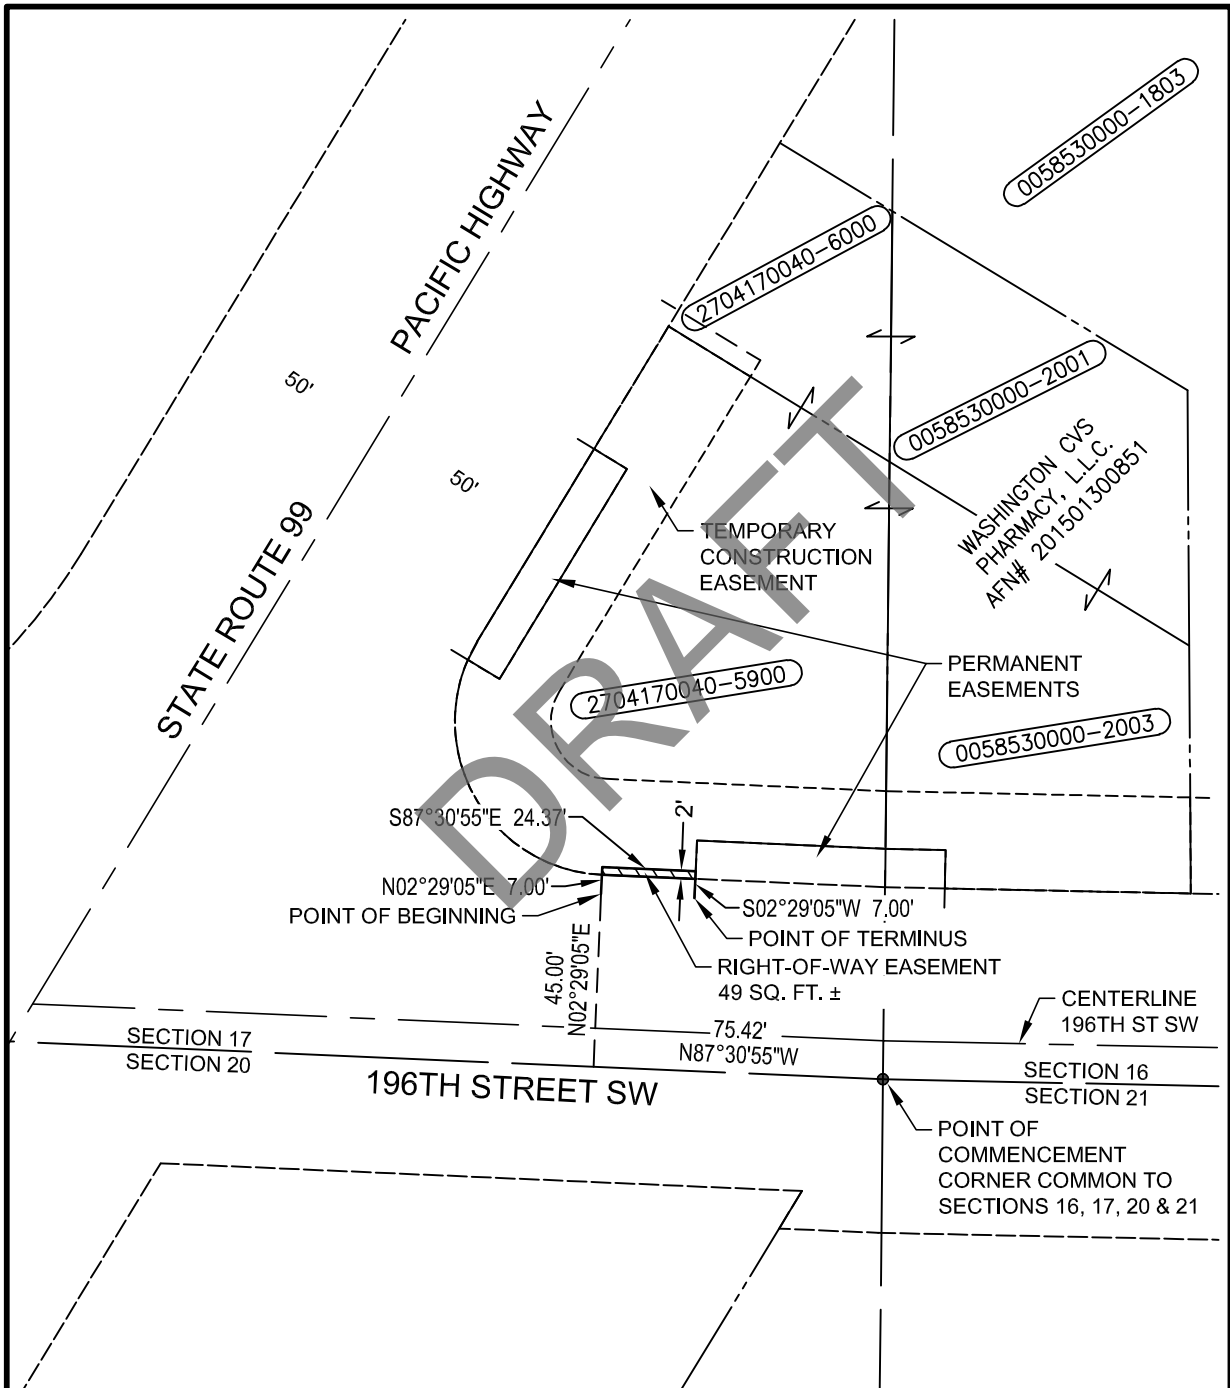 0058530000-1803
PACIFIC HIGHWAY
2704170040-6000
50'
0058530000-2001
50'
WASHINGTON CVS
PHARMACY, L.L.C.
AFN# 201501300851
STATE ROUTE 99
TEMPORARY
CONSTRUCTION
EASEMENT
DRAFT
PERMANENT
EASEMENTS
2704170040-5900
0058530000-2003
S87°30'55"E 24.37'
2'
N02°29'05"E 7.00'
POINT OF BEGINNING
S02°29'05"W 7.00'
POINT OF TERMINUS
RIGHT-OF-WAY EASEMENT
49 SQ. FT. ±
45.00'
N02°29'05"E
CENTERLINE
196TH ST SW
75.42'
N87°30'55"W
SECTION 17
SECTION 20
SECTION 16
SECTION 21
196TH STREET SW
POINT OF
COMMENCEMENT
CORNER COMMON TO
SECTIONS 16, 17, 20 & 21